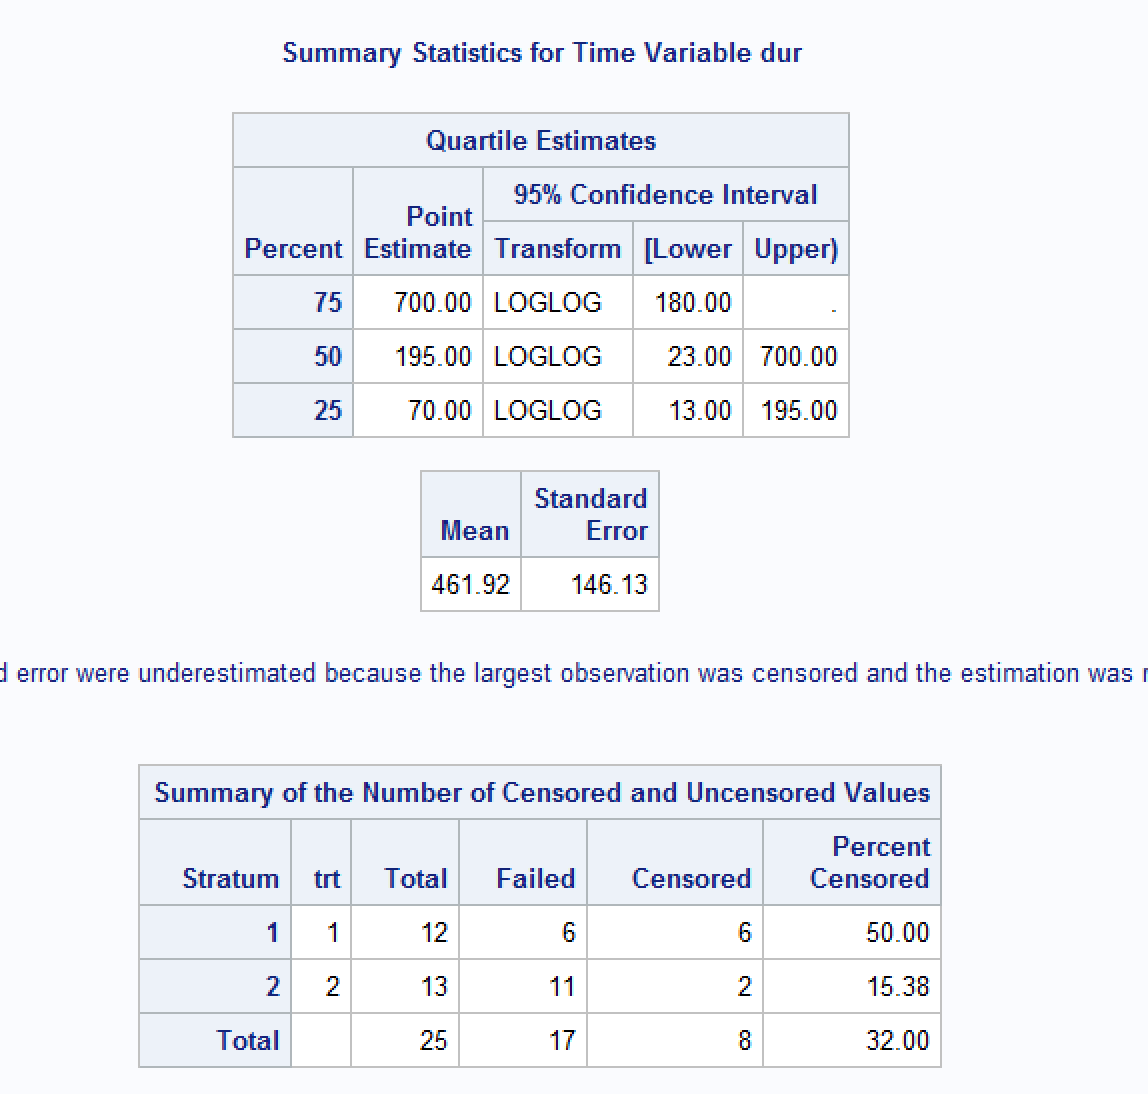 Summary Statistics for Time Variable dur
Quartile Estimates
95% Confidence Interval
Percent Point Estimate Transform [Lower Upper)
75 700.00 LOGLOG 180.00 .
50 195.00 LOGLOG 23.00 700.00
25 70.00 LOGLOG 13.00 195.00
Mean Standard Error
461.92 146.13
error were underestimated because the largest observation was censored and the estimation was
Summary of the Number of Censored and Uncensored Values
Stratum trt Total Failed Censored Percent Censored
1 1 12 6 6 50.00
2 2 13 11 2 15.38
Total 25 17 8 32.00